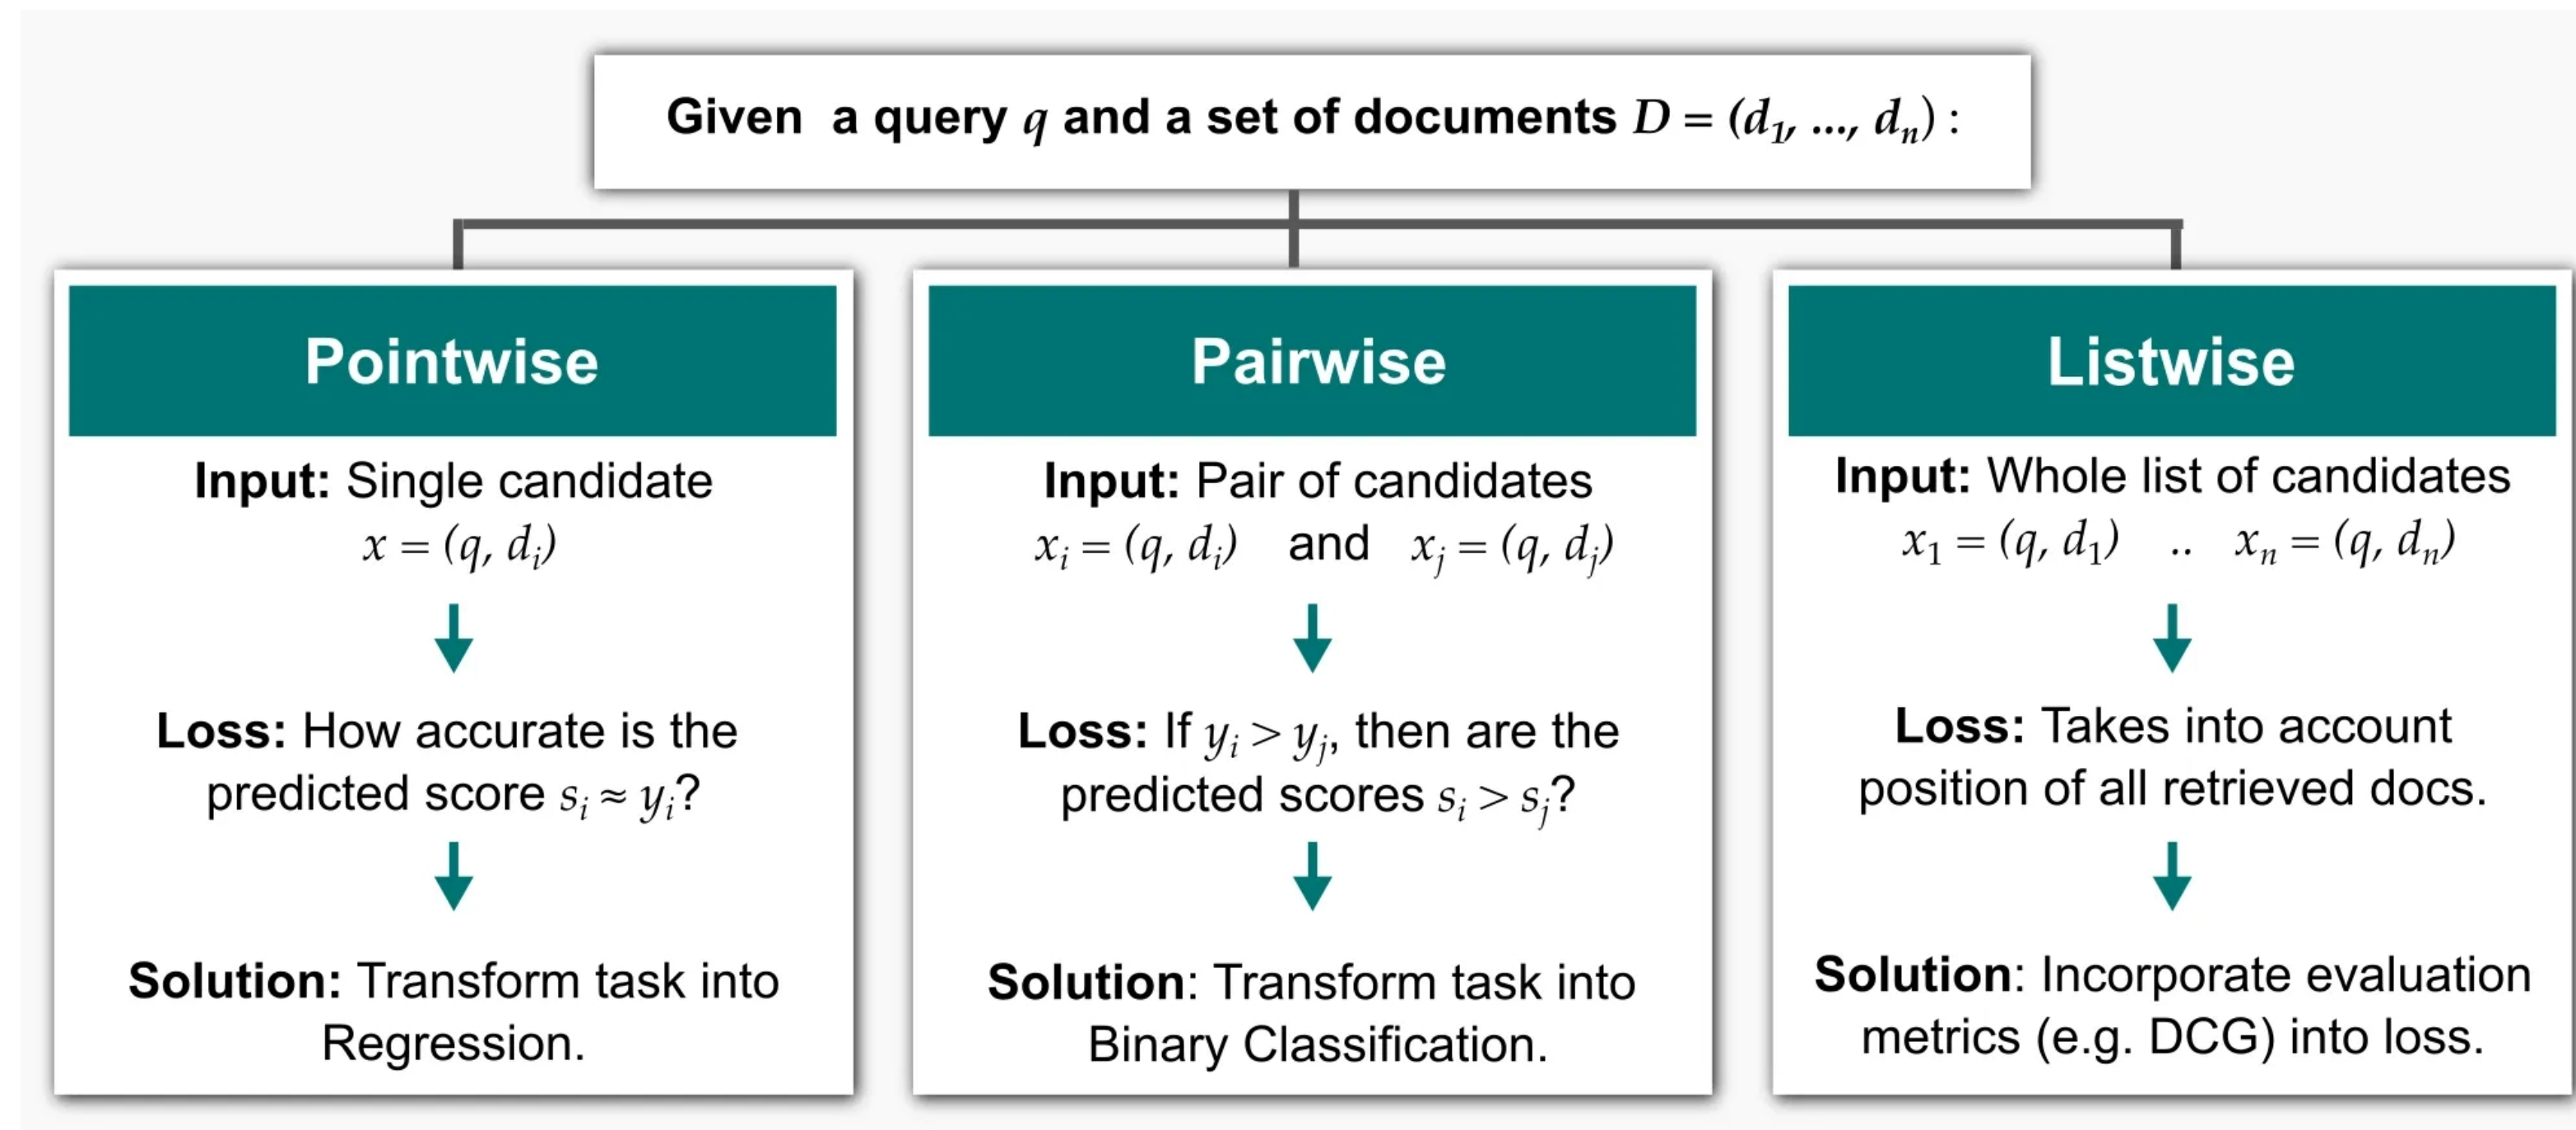 Given a query q and a set of documents D = (d₁, ..., dₙ) :
Pointwise
Input: Single candidate
x = (q, dᵢ)
Loss: How accurate is the
predicted score sᵢ ≈ yᵢ?
Solution: Transform task into
Regression.
Pairwise
Input: Pair of candidates
xᵢ = (q, dᵢ) and xⱼ = (q, dⱼ)
Loss: If yᵢ > yⱼ, then are the
predicted scores sᵢ > sⱼ?
Solution: Transform task into
Binary Classification.
Listwise
Input: Whole list of candidates
x₁ = (q, d₁) .. xₙ = (q, dₙ)
Loss: Takes into account
position of all retrieved docs.
Solution: Incorporate evaluation
metrics (e.g. DCG) into loss.